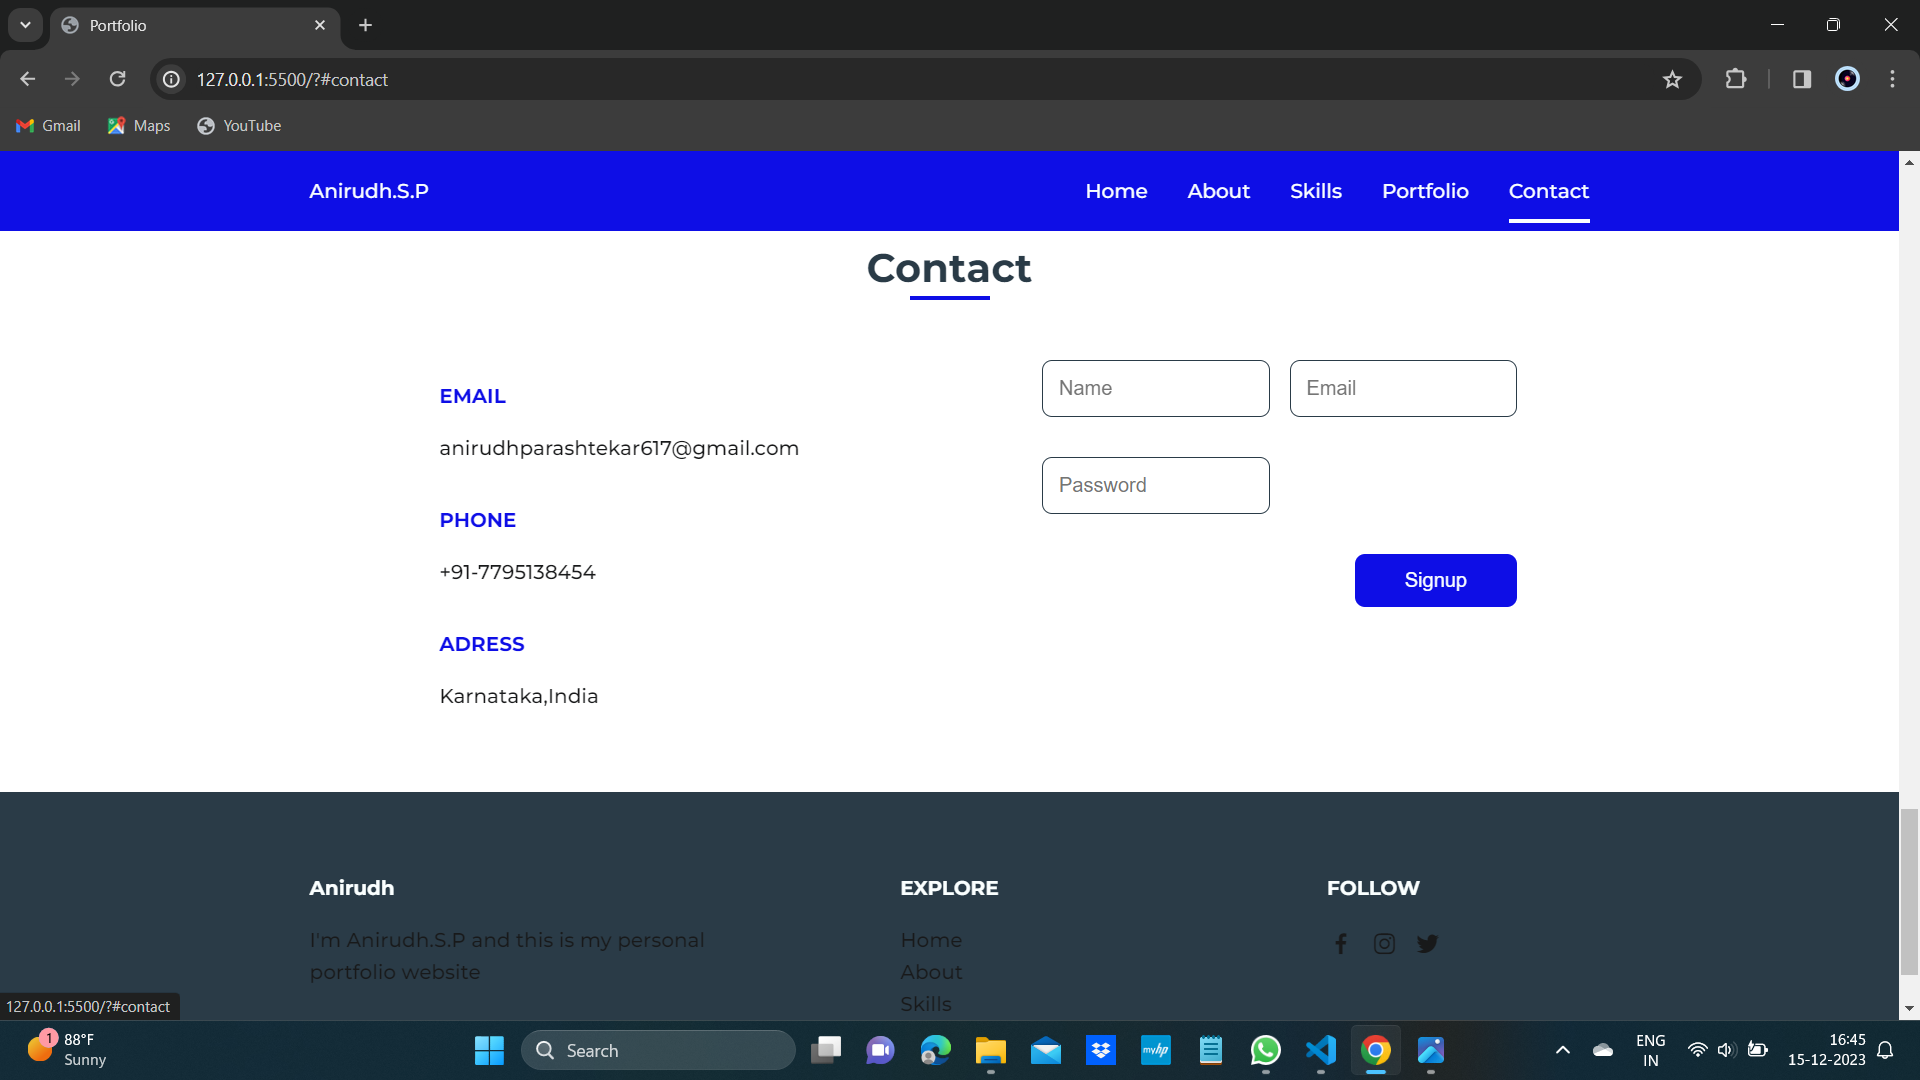 Portfolio
127.0.0.1:5500/?#contact
Gmail Maps YouTube
Anirudh.S.P Home About Skills Portfolio Contact
Contact
Name Email
EMAIL
anirudhparashtekar617@gmail.com
Password
PHONE
+91-7795138454
Signup
ADRESS
Karnataka,India
Anirudh EXPLORE FOLLOW
I'm Anirudh.S.P and this is my personal Home
portfolio website About
Skills
127.0.0.1:5500/?#contact
1 88°F
Sunny
Search
myhp
ENG
IN
16:45
15-12-2023